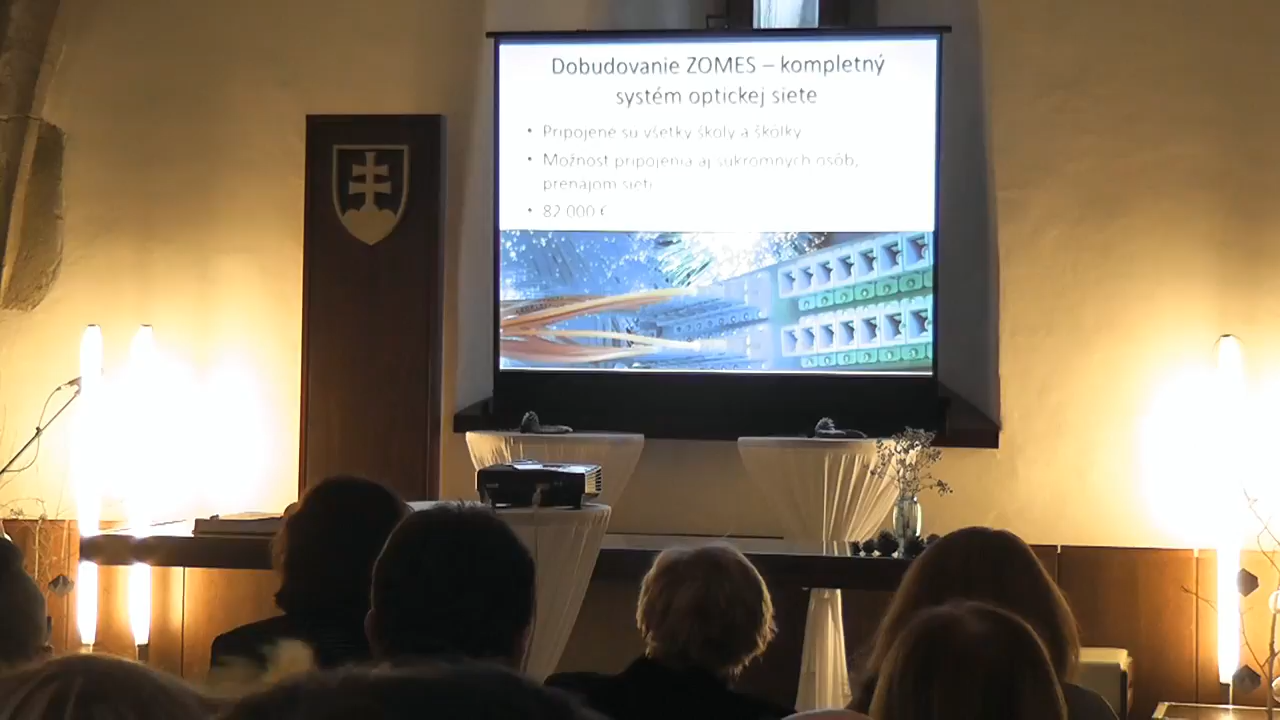 Dobudovanie ZOMES – kompletný
systém optickej siete
• Pripojené sú všetky školy a škôlky
• Možnosť pripojenia aj súkromných osôb,
prenájom sietí
• 82 000 €